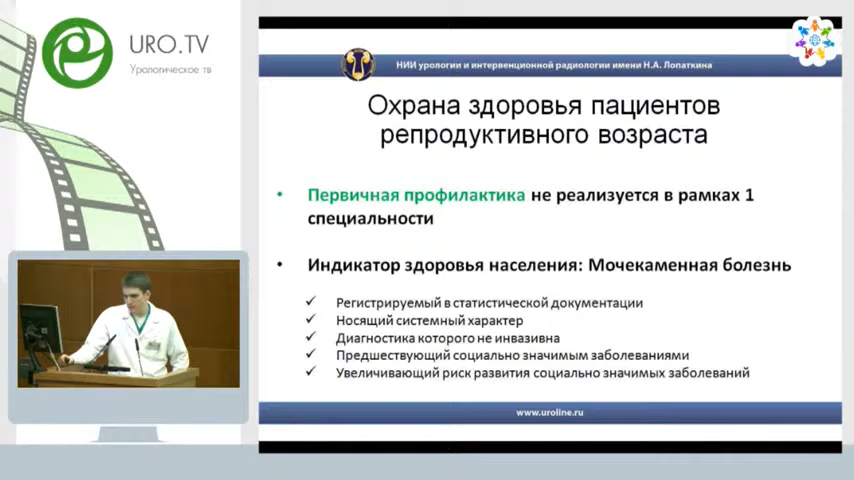 URO.TV
Урологическое тв
НИИ урологии и интервенционной радиологии имени Н.А. Лопаткина
Охрана здоровья пациентов
репродуктивного возраста
• Первичная профилактика не реализуется в рамках 1
специальности
• Индикатор здоровья населения: Мочекаменная болезнь
✓ Регистрируемый в статистической документации
✓ Носящий системный характер
✓ Диагностика которого не инвазивна
✓ Предшествующий социально значимым заболеваниями
✓ Увеличивающий риск развития социально значимых заболеваний
www.uroline.ru